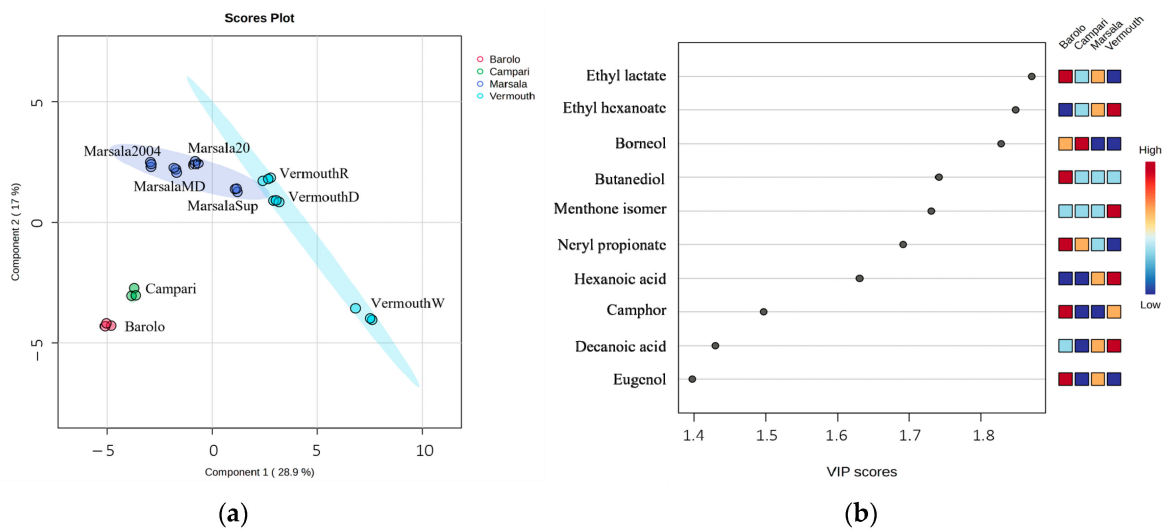 Scores Plot
Component 2 ( 17 %)
5
0
−5
Marsala2004
Marsala20
MarsalaMD
MarsalaSup
VermouthR
VermouthD
VermouthW
Campari
Barolo
Barolo
Campari
Marsala
Vermouth
−5
0
5
10
Component 1 ( 28.9 %)
(a)
Barolo
Campari
Marsala
Vermouth
Ethyl lactate
Ethyl hexanoate
Borneol
Butanediol
Menthone isomer
Neryl propionate
Hexanoic acid
Camphor
Decanoic acid
Eugenol
High
Low
1.4
1.5
1.6
1.7
1.8
VIP scores
(b)